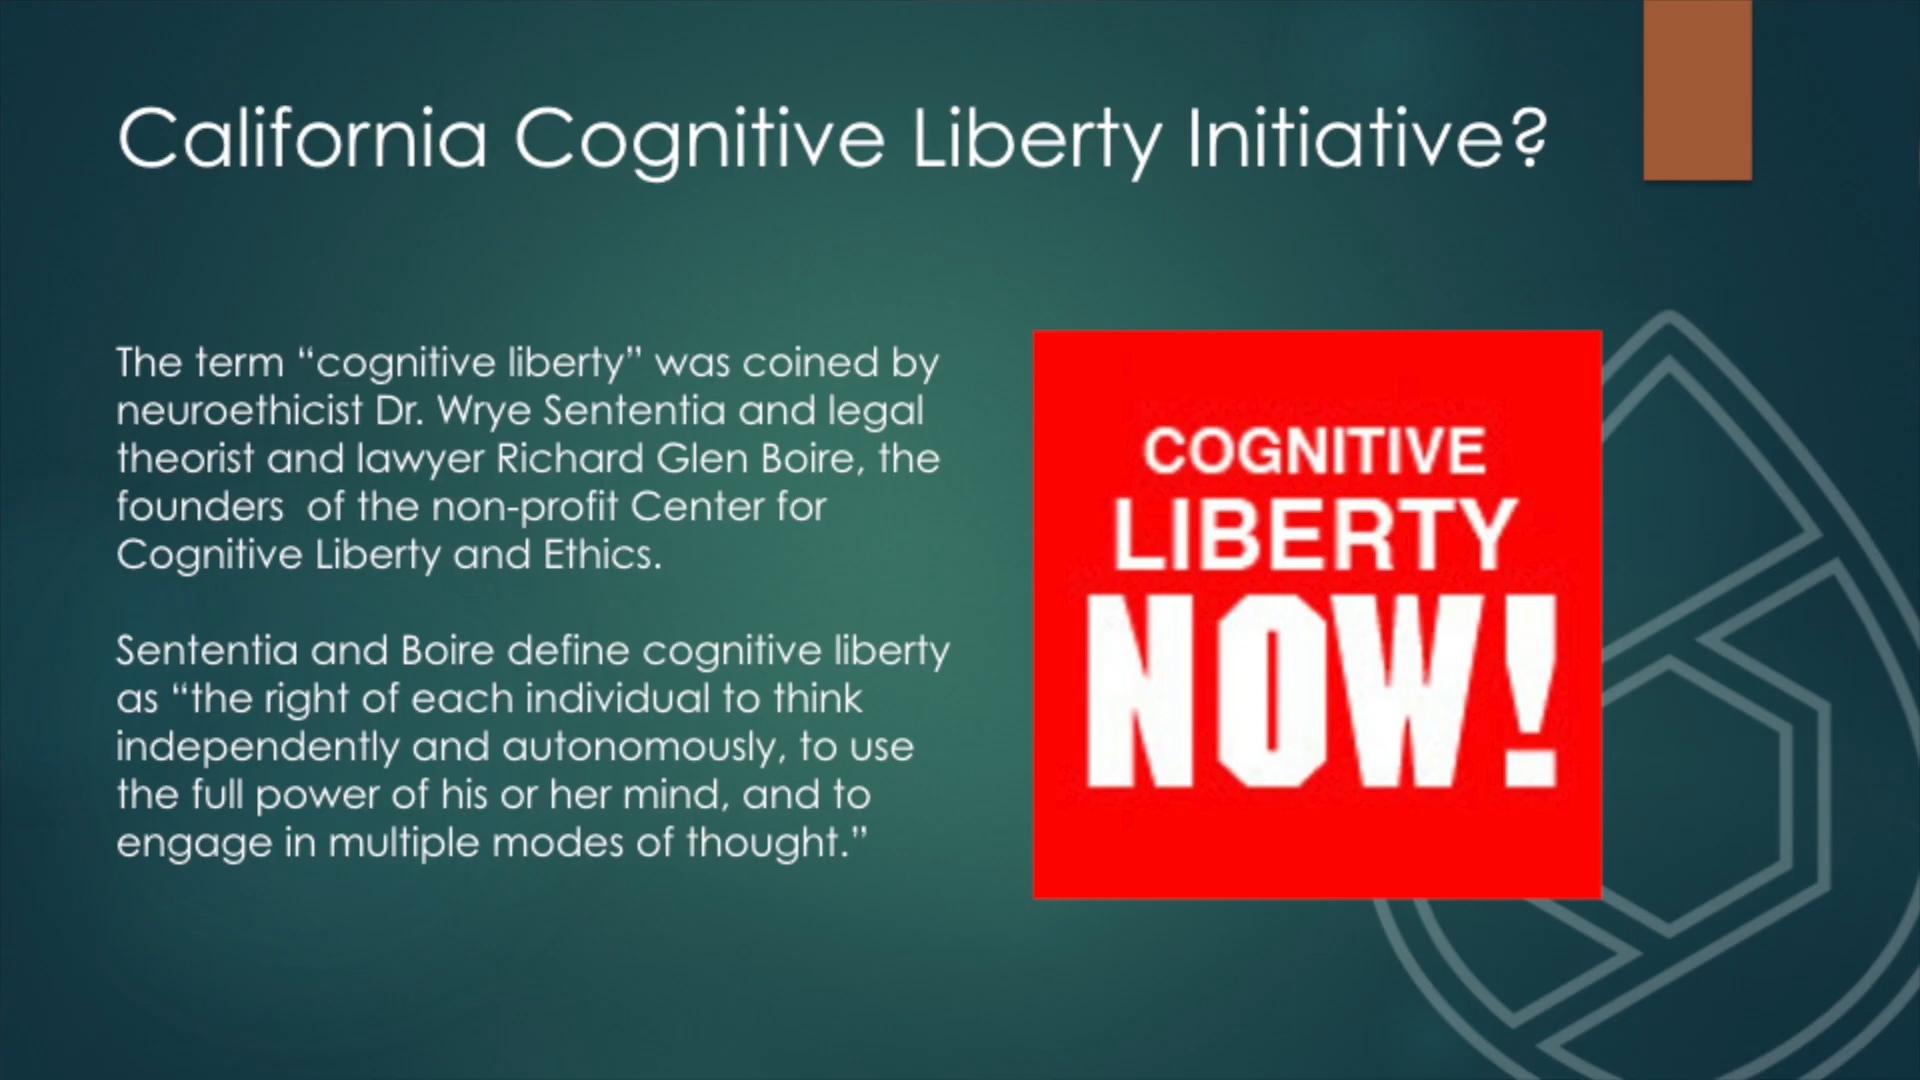 California Cognitive Liberty Initiative?
The term “cognitive liberty” was coined by
neuroethicist Dr. Wrye Sententia and legal
theorist and lawyer Richard Glen Boire, the
founders  of the non-profit Center for
Cognitive Liberty and Ethics.
Sententia and Boire define cognitive liberty
as “the right of each individual to think
independently and autonomously, to use
the full power of his or her mind, and to
engage in multiple modes of thought.”
COGNITIVE
LIBERTY
NOW!